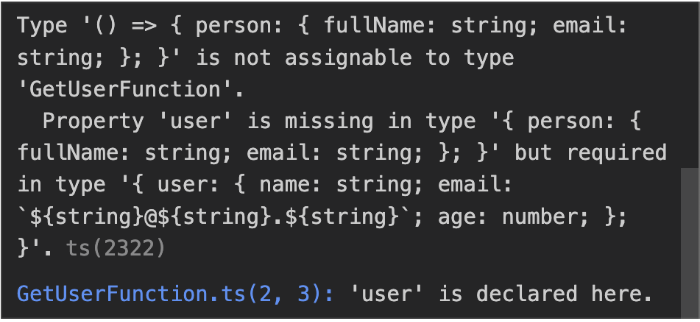 Type '() => { person: { fullName: string; email:
string; }; }' is not assignable to type
'GetUserFunction'.
  Property 'user' is missing in type '{ person: {
fullName: string; email: string; }; }' but required
in type '{ user: { name: string; email:
`${string}@${string}.${string}`; age: number; };
}'. ts(2322)
GetUserFunction.ts(2, 3): 'user' is declared here.